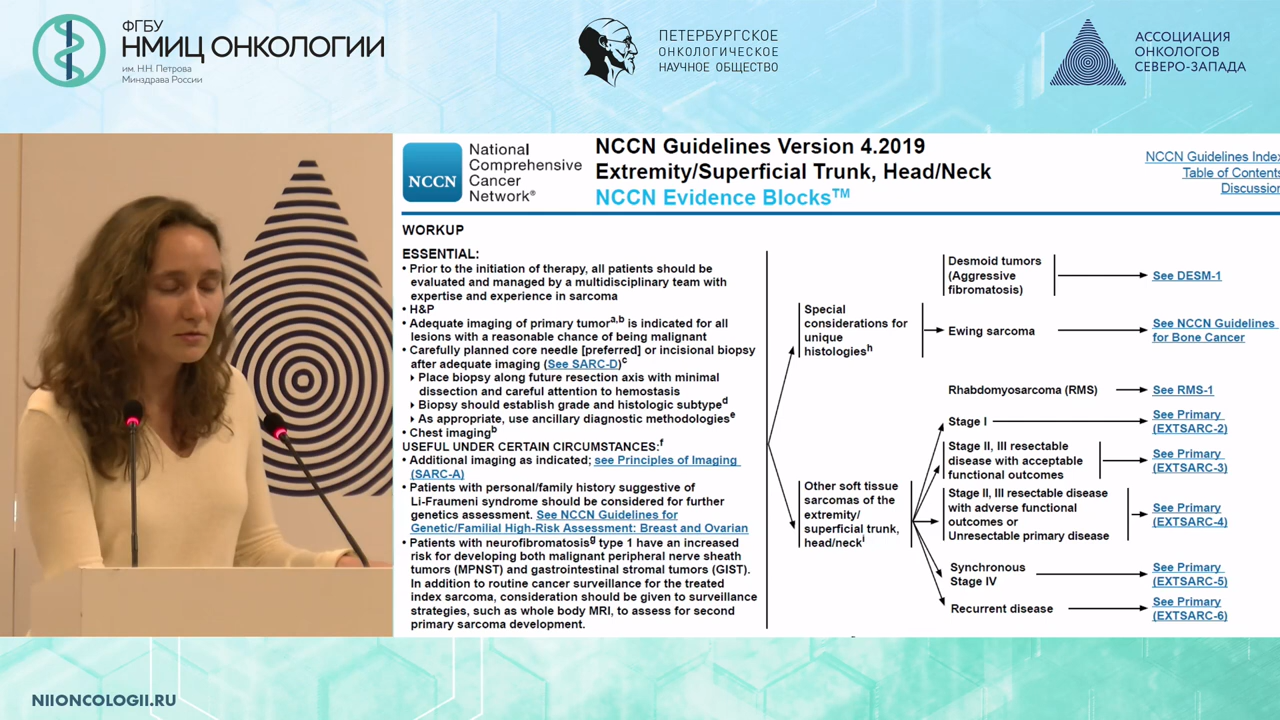 ФГБУ
НМИЦ ОНКОЛОГИИ
им. Н.Н. Петрова
Минздрава России
ПЕТЕРБУРГСКОЕ
ОНКОЛОГИЧЕСКОЕ
НАУЧНОЕ ОБЩЕСТВО
АССОЦИАЦИЯ
ОНКОЛОГОВ
СЕВЕРО-ЗАПАДА
NCCN
National
Comprehensive
Cancer
Network®
NCCN Guidelines Version 4.2019
Extremity/Superficial Trunk, Head/Neck
NCCN Evidence Blocks™
NCCN Guidelines Index
Table of Contents
Discussion
WORKUP
ESSENTIAL:
• Prior to the initiation of therapy, all patients should be
evaluated and managed by a multidisciplinary team with
expertise and experience in sarcoma
• H&P
• Adequate imaging of primary tumorᵃ,ᵇ is indicated for all
lesions with a reasonable chance of being malignant
• Carefully planned core needle [preferred] or incisional biopsy
after adequate imaging (See SARC-D)ᶜ
‣ Place biopsy along future resection axis with minimal
dissection and careful attention to hemostasis
‣ Biopsy should establish grade and histologic subtypeᵈ
‣ As appropriate, use ancillary diagnostic methodologiesᵉ
• Chest imagingᵇ
USEFUL UNDER CERTAIN CIRCUMSTANCES:ᶠ
• Additional imaging as indicated; see Principles of Imaging
(SARC-A)
• Patients with personal/family history suggestive of
Li-Fraumeni syndrome should be considered for further
genetics assessment. See NCCN Guidelines for
Genetic/Familial High-Risk Assessment: Breast and Ovarian
• Patients with neurofibromatosisᵍ type 1 have an increased
risk for developing both malignant peripheral nerve sheath
tumors (MPNST) and gastrointestinal stromal tumors (GIST).
In addition to routine cancer surveillance for the treated
index sarcoma, consideration should be given to surveillance
strategies, such as whole body MRI, to assess for second
primary sarcoma development.
Special
considerations for
unique
histologiesʰ
Desmoid tumors
(Aggressive
fibromatosis)
See DESM-1
Ewing sarcoma
See NCCN Guidelines
for Bone Cancer
Rhabdomyosarcoma (RMS)
See RMS-1
Other soft tissue
sarcomas of the
extremity/
superficial trunk,
head/neckⁱ
Stage I
See Primary
(EXTSARC-2)
Stage II, III resectable
disease with acceptable
functional outcomes
See Primary
(EXTSARC-3)
Stage II, III resectable disease
with adverse functional
outcomes or
Unresectable primary disease
See Primary
(EXTSARC-4)
Synchronous
Stage IV
See Primary
(EXTSARC-5)
Recurrent disease
See Primary
(EXTSARC-6)
NIIONCOLOGII.RU